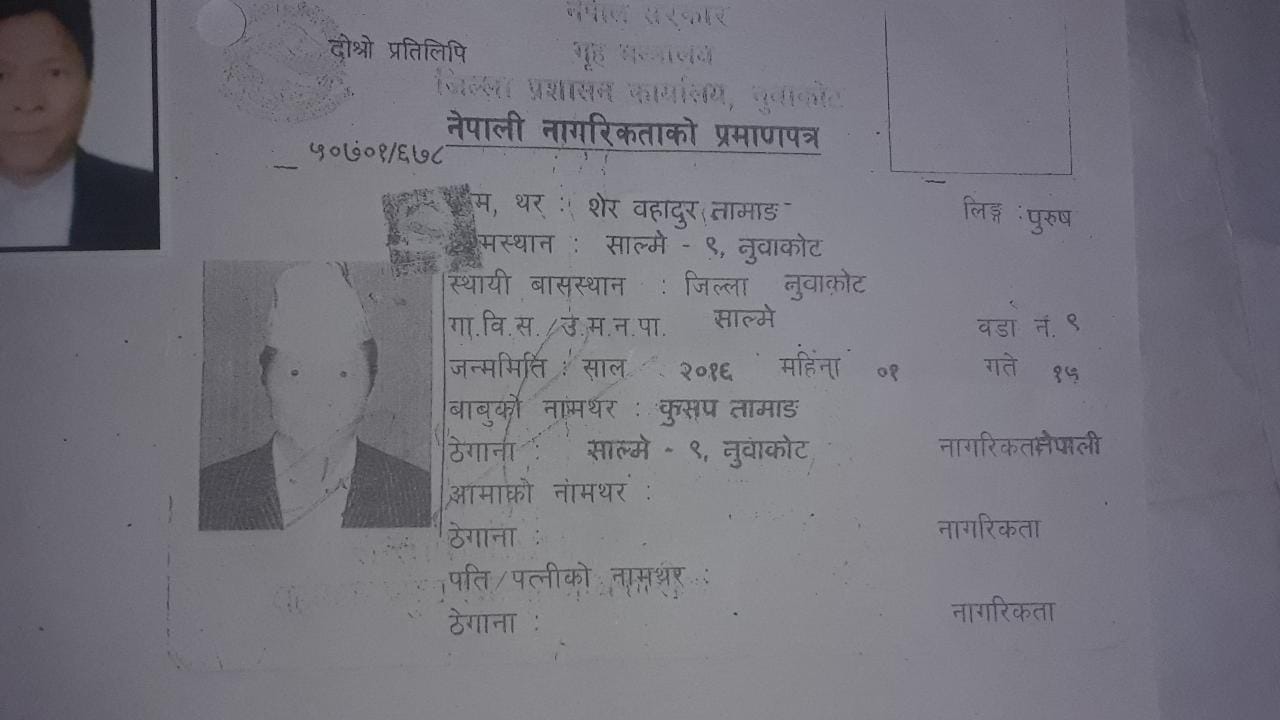 नेपाल सरकार
दोश्रो प्रतिलिपि
गृह मन्त्रालय
जिल्ला प्रशासन कार्यालय, नुवाकोट
नेपाली नागरिकताको प्रमाणपत्र
५०७०१/६७८
म, थर : शेर वहादुर तामाङ लिङ्ग : पुरुष
मस्थान : साल्मे - ९, नुवाकोट
स्थायी बासस्थान : जिल्ला नुवाकोट
गा.वि.स./उ.म.न.पा. साल्मे वडा नं. ९
जन्ममिति : साल २०१६ महिना ०१ गते १५
बाबुको नामथर : कुसप तामाङ
ठेगाना : साल्मे - ९, नुवाकोट नागरिकता नेपाली
आमाको नामथर :
ठेगाना : नागरिकता
पति/पत्नीको नामथर :
ठेगाना : नागरिकता